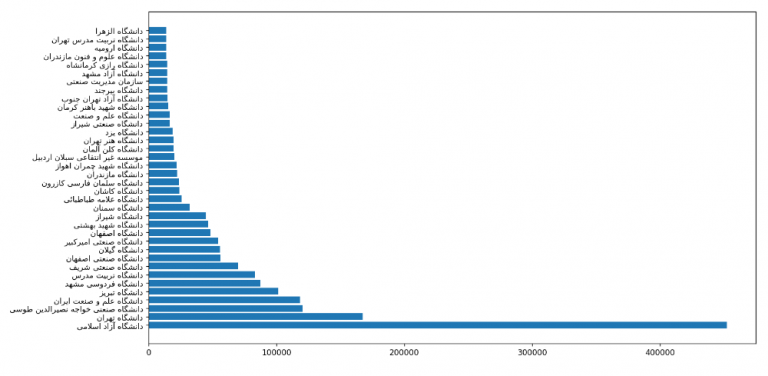 دانشگاه الزهرا
دانشگاه تربیت مدرس تهران
دانشگاه ارومیه
دانشگاه علوم و فنون مازندران
دانشگاه رازی کرمانشاه
دانشگاه آزاد مشهد
سازمان مدیریت صنعتی
دانشگاه بیرجند
دانشگاه آزاد تهران جنوب
دانشگاه شهید باهنر کرمان
دانشگاه علم و صنعت
دانشگاه صنعتی شیراز
دانشگاه یزد
دانشگاه هنر تهران
دانشگاه کلن آلمان
موسسه غیر انتفاعی سبلان اردبیل
دانشگاه شهید چمران اهواز
دانشگاه مازندران
دانشگاه سلمان فارسی کازرون
دانشگاه کاشان
دانشگاه علامه طباطبائی
دانشگاه سمنان
دانشگاه شیراز
دانشگاه شهید بهشتی
دانشگاه اصفهان
دانشگاه صنعتی امیرکبیر
دانشگاه گیلان
دانشگاه صنعتی اصفهان
دانشگاه صنعتی شریف
دانشگاه تربیت مدرس
دانشگاه فردوسی مشهد
دانشگاه تبریز
دانشگاه علم و صنعت ایران
دانشگاه صنعتی خواجه نصیرالدین طوسی
دانشگاه تهران
دانشگاه آزاد اسلامی
0 100000 200000 300000 400000